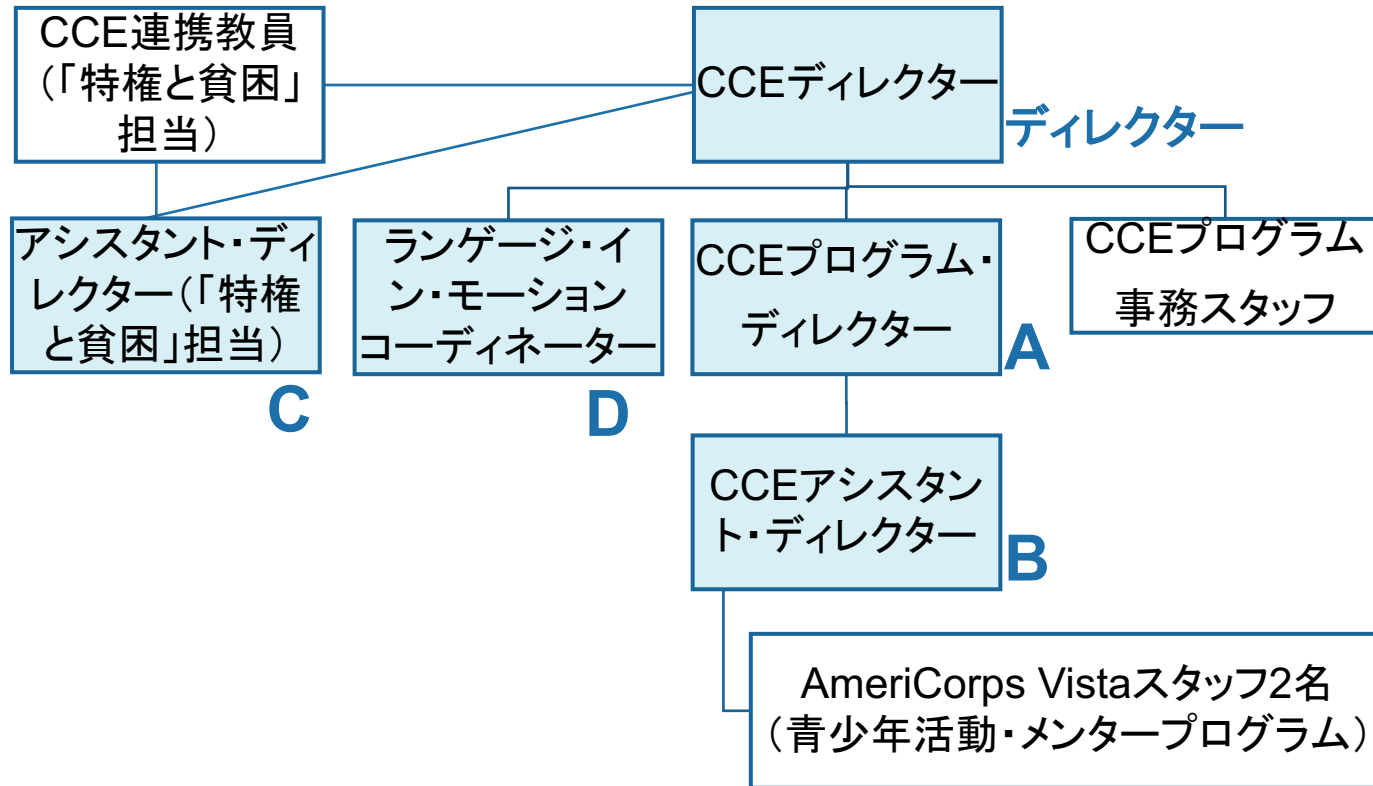 CCE連携教員
(「特権と貧困」
担当)
CCEディレクター
ディレクター
アシスタント・ディ
レクター(「特権
と貧困」担当)
C
ランゲージ・イ
ン・モーション
コーディネーター
D
CCEプログラム・
ディレクター
A
CCEプログラム
事務スタッフ
CCEアシスタン
ト・ディレクター
B
AmeriCorps Vistaスタッフ2名
(青少年活動・メンタープログラム)